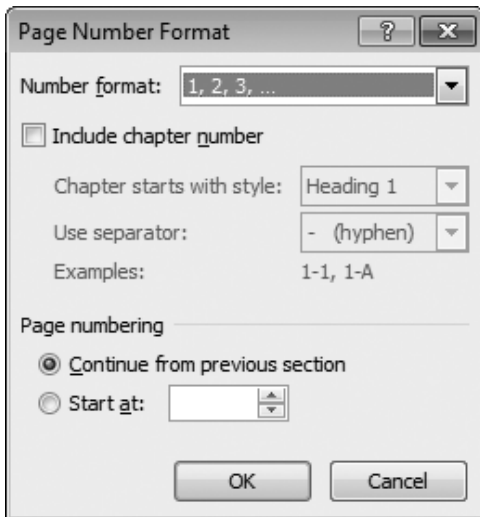 Page Number Format
Number format: 1, 2, 3, ...
Include chapter number
Chapter starts with style: Heading 1
Use separator: - (hyphen)
Examples: 1-1, 1-A
Page numbering
Continue from previous section
Start at:
OK Cancel